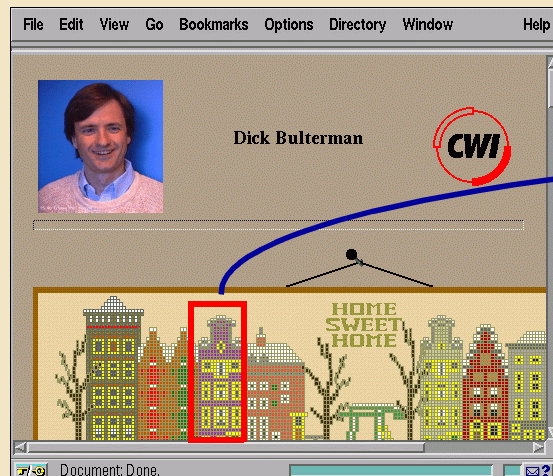 File Edit View Go Bookmarks Options Directory Window Help
Dick Bulterman
CWI
HOME
SWEET
HOME
Document: Done.
?